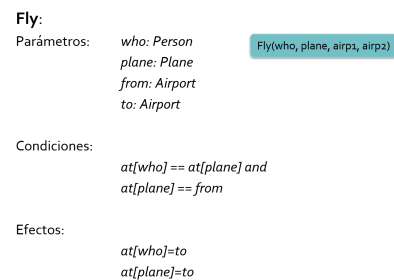 Fly:
Parámetros: who: Person
Fly(who, plane, airp1, airp2)
plane: Plane
from: Airport
to: Airport
Condiciones:
at[who] == at[plane] and
at[plane] == from
Efectos:
at[who]=to
at[plane]=to